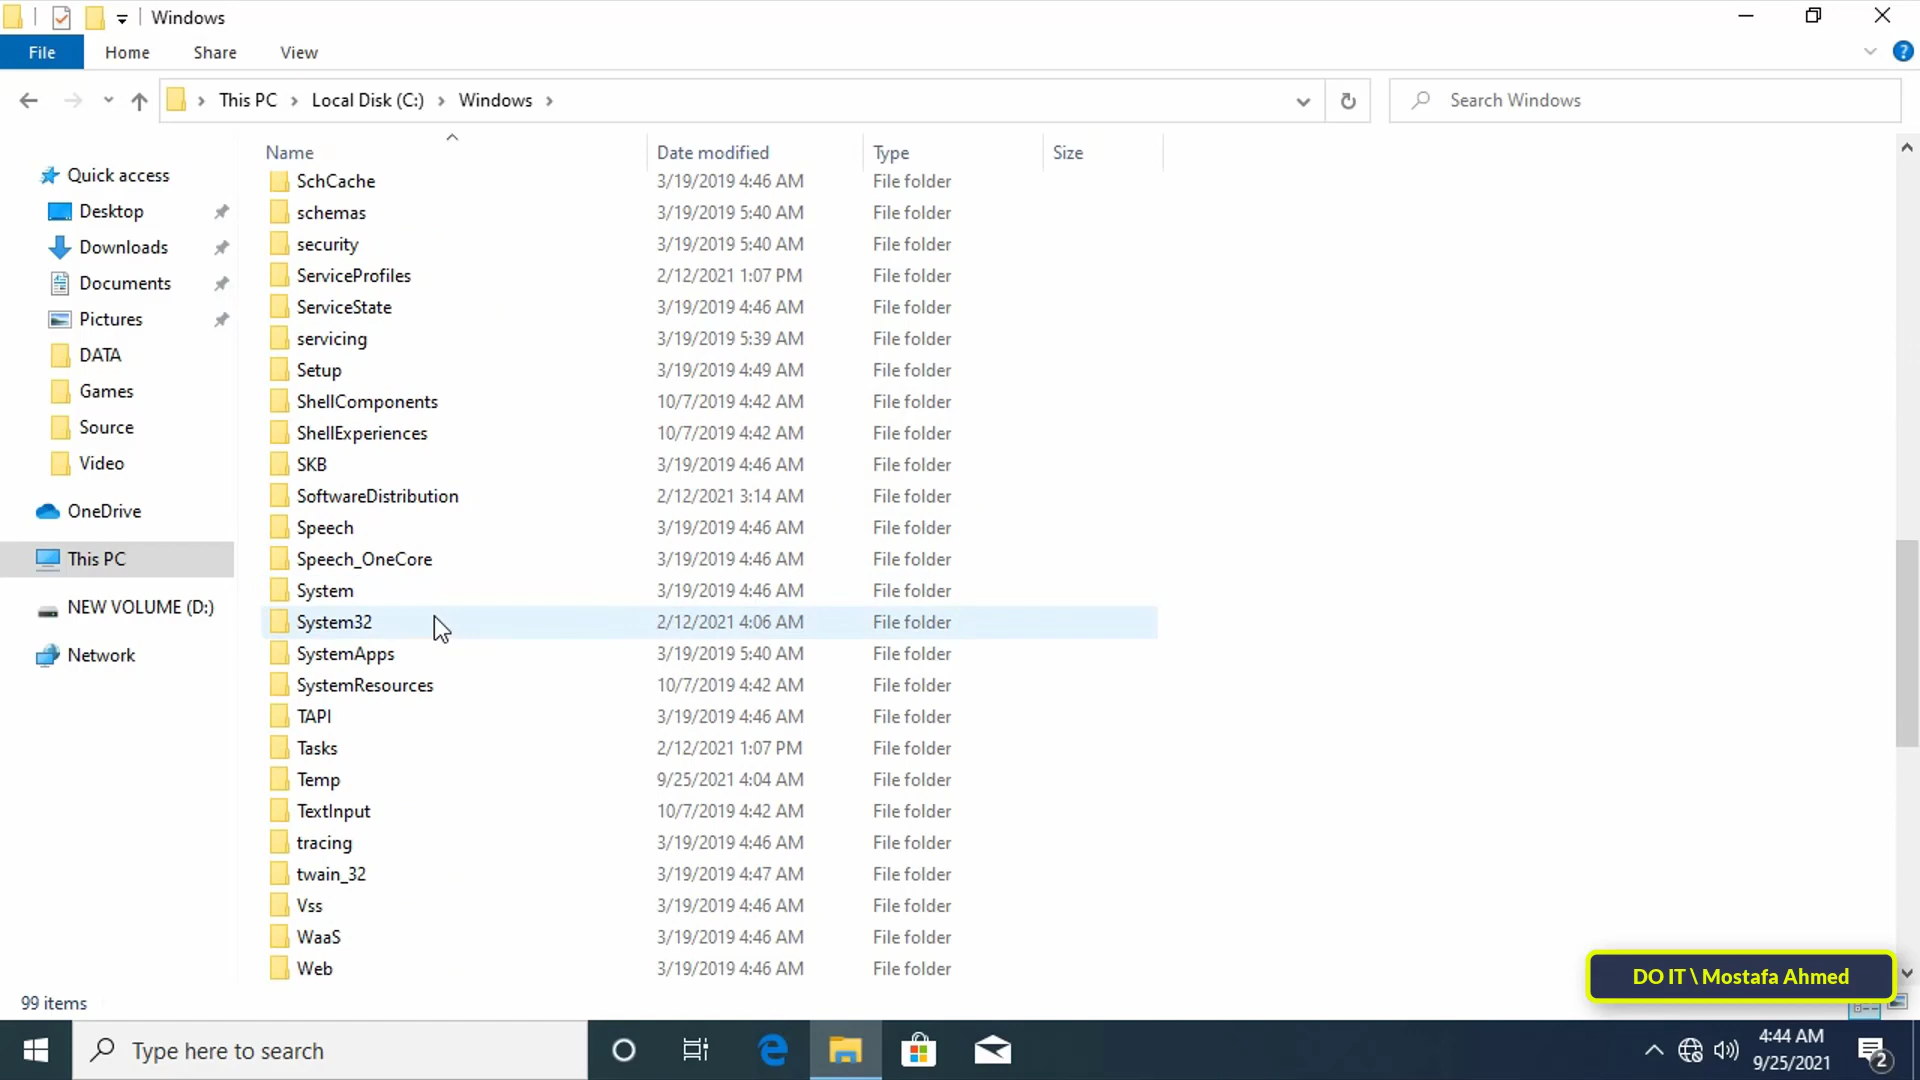 Windows
File Home Share View
This PC Local Disk (C:) Windows
Search Windows
Name Date modified Type Size
Quick access
Desktop
Downloads
Documents
Pictures
DATA
Games
Source
Video
OneDrive
This PC
NEW VOLUME (D:)
Network
SchCache 3/19/2019 4:46 AM File folder
schemas 3/19/2019 5:40 AM File folder
security 3/19/2019 5:40 AM File folder
ServiceProfiles 2/12/2021 1:07 PM File folder
ServiceState 3/19/2019 4:46 AM File folder
servicing 3/19/2019 5:39 AM File folder
Setup 3/19/2019 4:49 AM File folder
ShellComponents 10/7/2019 4:42 AM File folder
ShellExperiences 10/7/2019 4:42 AM File folder
SKB 3/19/2019 4:46 AM File folder
SoftwareDistribution 2/12/2021 3:14 AM File folder
Speech 3/19/2019 4:46 AM File folder
Speech_OneCore 3/19/2019 4:46 AM File folder
System 3/19/2019 4:46 AM File folder
System32 2/12/2021 4:06 AM File folder
SystemApps 3/19/2019 5:40 AM File folder
SystemResources 10/7/2019 4:42 AM File folder
TAPI 3/19/2019 4:46 AM File folder
Tasks 2/12/2021 1:07 PM File folder
Temp 9/25/2021 4:04 AM File folder
TextInput 10/7/2019 4:42 AM File folder
tracing 3/19/2019 4:46 AM File folder
twain_32 3/19/2019 4:47 AM File folder
Vss 3/19/2019 4:46 AM File folder
WaaS 3/19/2019 4:46 AM File folder
Web 3/19/2019 4:46 AM File folder
DO IT \ Mostafa Ahmed
99 items
Type here to search
4:44 AM
9/25/2021
2